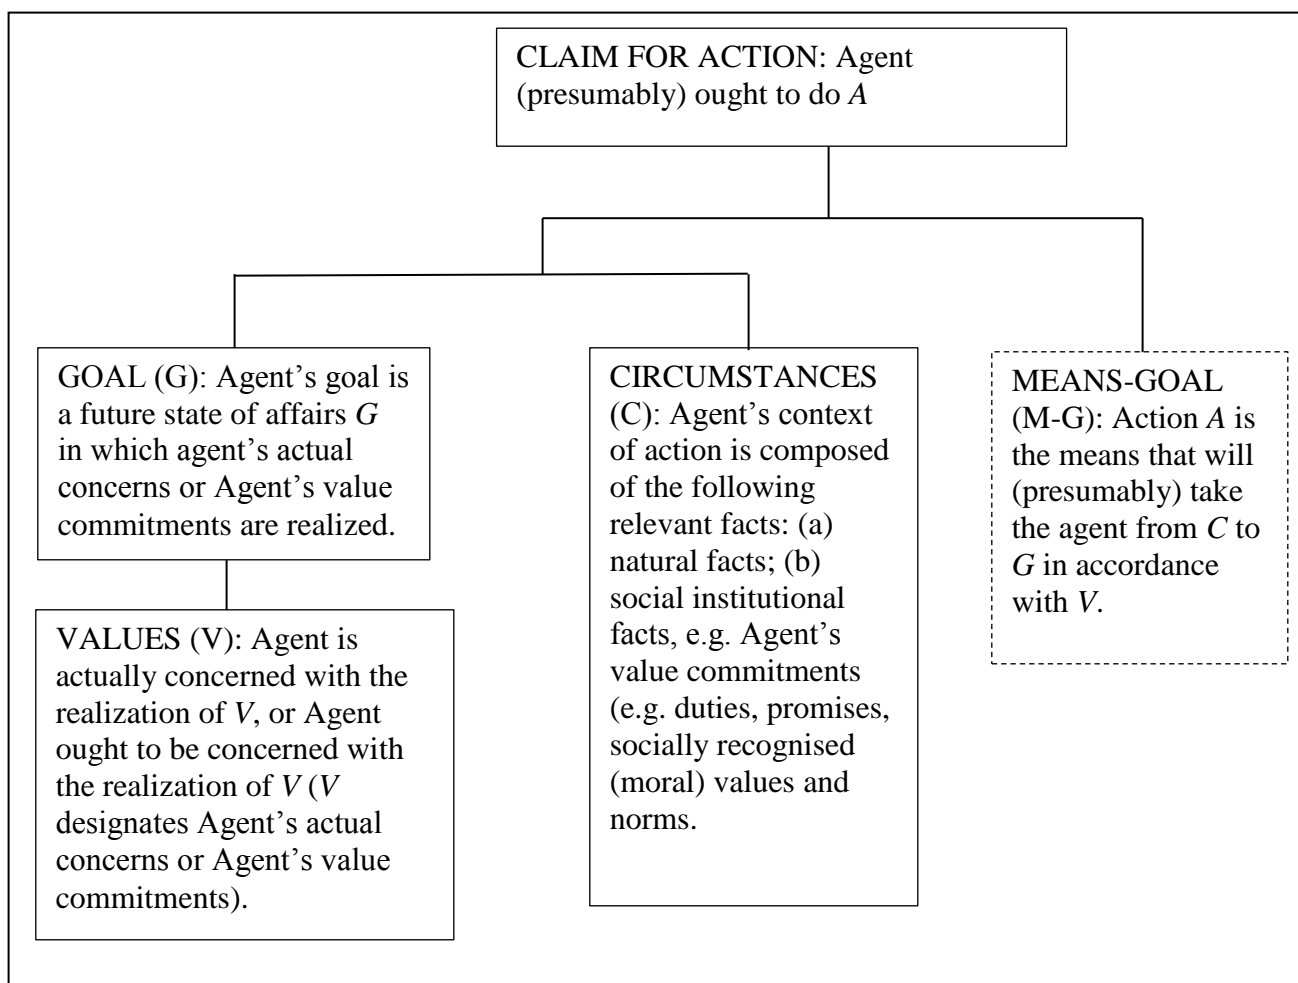 CLAIM FOR ACTION: Agent
(presumably) ought to do A
GOAL (G): Agent’s goal is
a future state of affairs G
in which agent’s actual
concerns or Agent’s value
commitments are realized.
VALUES (V): Agent is
actually concerned with the
realization of V, or Agent
ought to be concerned with
the realization of V (V
designates Agent’s actual
concerns or Agent’s value
commitments).
CIRCUMSTANCES
(C): Agent’s context
of action is composed
of the following
relevant facts: (a)
natural facts; (b)
social institutional
facts, e.g. Agent’s
value commitments
(e.g. duties, promises,
socially recognised
(moral) values and
norms.
MEANS-GOAL
(M-G): Action A is
the means that will
(presumably) take
the agent from C to
G in accordance
with V.